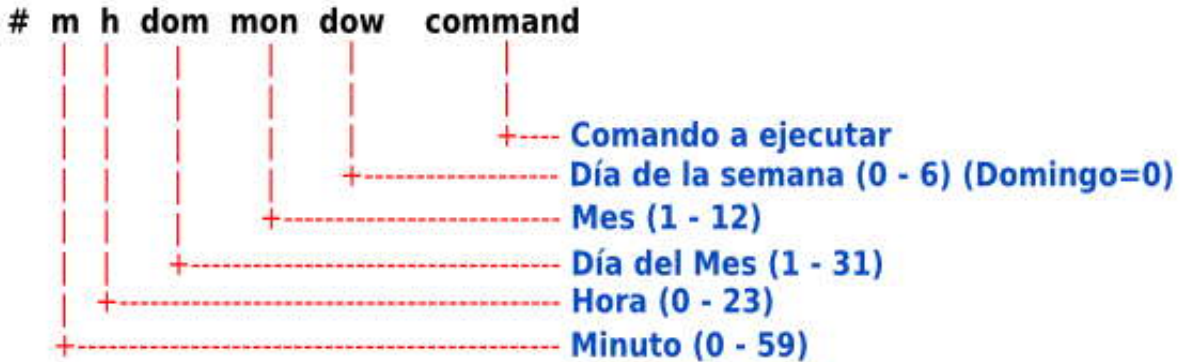 # m h dom mon dow command
Comando a ejecutar
Día de la semana (0 - 6) (Domingo=0)
Mes (1 - 12)
Día del Mes (1 - 31)
Hora (0 - 23)
Minuto (0 - 59)